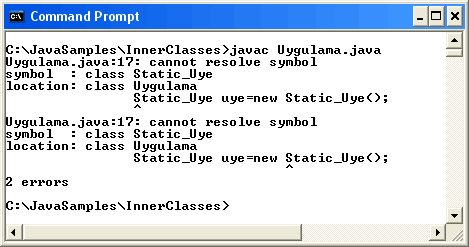 Command Prompt
C:\JavaSamples\InnerClasses>javac Uygulama.java
Uygulama.java:17: cannot resolve symbol
symbol  : class Static_Uye
location: class Uygulama
                Static_Uye uye=new Static_Uye();
                ^
Uygulama.java:17: cannot resolve symbol
symbol  : class Static_Uye
location: class Uygulama
                Static_Uye uye=new Static_Uye();
                                   ^
2 errors
C:\JavaSamples\InnerClasses>